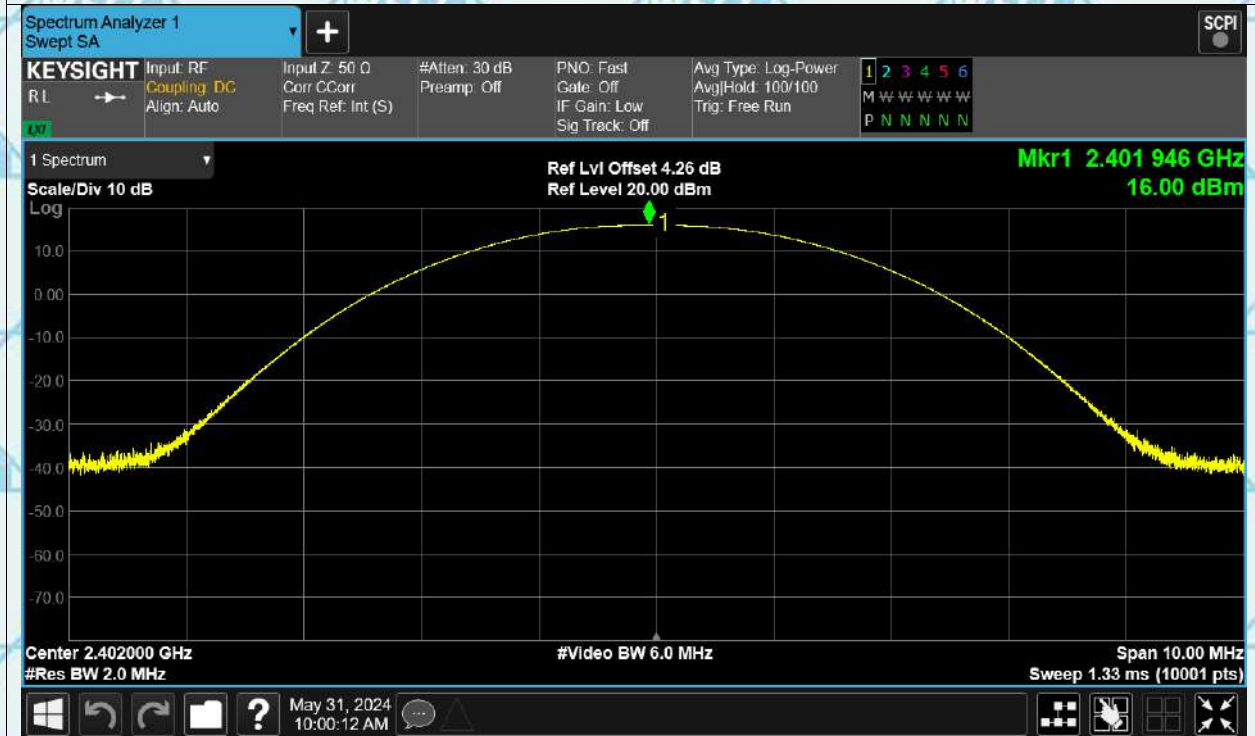 Spectrum Analyzer 1
Swept SA
+
SCPI
KEYSIGHT
RL
LXI
Input: RF
Coupling: DC
Align: Auto
Input Z: 50 Ω
Corr CCorr
Freq Ref: Int (S)
#Atten: 30 dB
Preamp: Off
PNO: Fast
Gate: Off
IF Gain: Low
Sig Track: Off
Avg Type: Log-Power
Avg|Hold: 100/100
Trig: Free Run
1 2 3 4 5 6
M W W W W W
P N N N N N N
1 Spectrum
Scale/Div 10 dB
Log
Ref Lvl Offset 4.26 dB
Ref Level 20.00 dBm
Mkr1 2.401 946 GHz
16.00 dBm
1
10.0
0.00
-10.0
-20.0
-30.0
-40.0
-50.0
-60.0
-70.0
Center 2.402000 GHz
#Res BW 2.0 MHz
#Video BW 6.0 MHz
Span 10.00 MHz
Sweep 1.33 ms (10001 pts)
?
May 31, 2024
10:00:12 AM